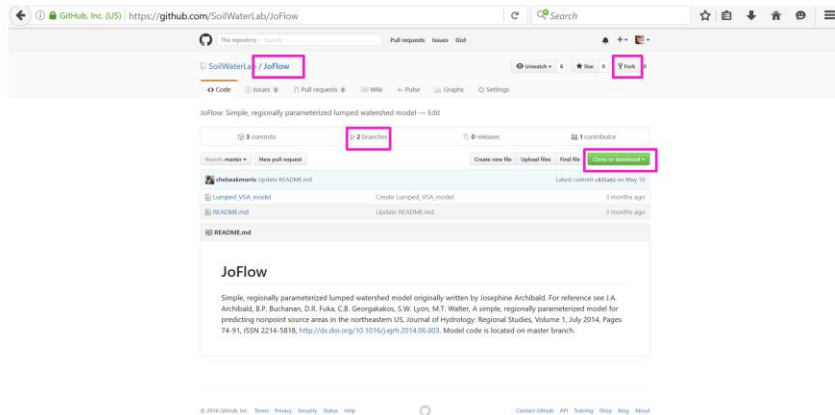 GitHub, Inc. (US) https://github.com/SoilWaterLab/JoFlow Search
This repository Search Pull requests Issues Gist
SoilWaterLab / JoFlow Unwatch 6 Star 0 Fork 0
Code Issues 0 Pull requests 0 Wiki Pulse Graphs Settings
JoFlow: Simple, regionally parameterized lumped watershed model — Edit
3 commits 2 branches 0 releases 1 contributor
Branch: master New pull request Create new file Upload files Find file Clone or download
chelseakmorris Update README.md Latest commit on May 10
Lumped_VSA_model Create Lumped_VSA_model 3 months ago
README.md Update README.md 3 months ago
README.md
JoFlow
Simple, regionally parameterized lumped watershed model originally written by Josephine Archibald. For reference see J.A.
Archibald, B.P. Buchanan, D.R. Fuka, C.B. Georgakakos, S.W. Lyon, M.T. Walter, A simple, regionally parameterized model for
predicting nonpoint source areas in the northeastern US, Journal of Hydrology: Regional Studies, Volume 1, July 2014, Pages
74-91, ISSN 2214-5818, http://dx.doi.org/10.1016/j.ejrh.2014.06.003. Model code is located on master branch.
© 2016 GitHub, Inc. Terms Privacy Security Status Help Contact GitHub API Training Shop Blog About